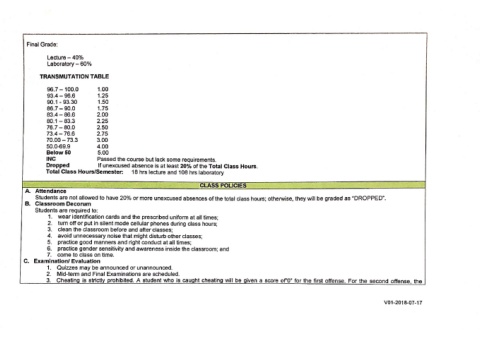 Final Grade:
Lecture – 40%
Laboratory – 60%
TRANSMUTATION TABLE
96.7 – 100.0 1.00
93.4 – 96.6 1.25
90.1 - 93.30 1.50
86.7 – 90.0 1.75
83.4 – 86.6 2.00
80.1 – 83.3 2.25
76.7 – 80.0 2.50
73.4 – 76.6 2.75
70.00 – 73.3 3.00
50.0-69.9 4.00
Below 50 5.00
INC Passed the course but lack some requirements.
Dropped If unexcused absence is at least 20% of the Total Class Hours.
Total Class Hours/Semester: 18 hrs lecture and 108 hrs laboratory
CLASS POLICIES
A. Attendance
Students are not allowed to have 20% or more unexcused absences of the total class hours; otherwise, they will be graded as "DROPPED".
B. Classroom Decorum
Students are required to:
1. wear identification cards and the prescribed uniform at all times;
2. turn off or put in silent mode cellular phones during class hours;
3. clean the classroom before and after classes;
4. avoid unnecessary noise that might disturb other classes;
5. practice good manners and right conduct at all times;
6. practice gender sensitivity and awareness inside the classroom; and
7. come to class on time.
C. Examination/ Evaluation
1. Quizzes may be announced or unannounced.
2. Mid-term and Final Examinations are scheduled.
3. Cheating is strictly prohibited. A student who is caught cheating will be given a score of"0" for the first offense. For the second offense, the
V01-2018-07-17